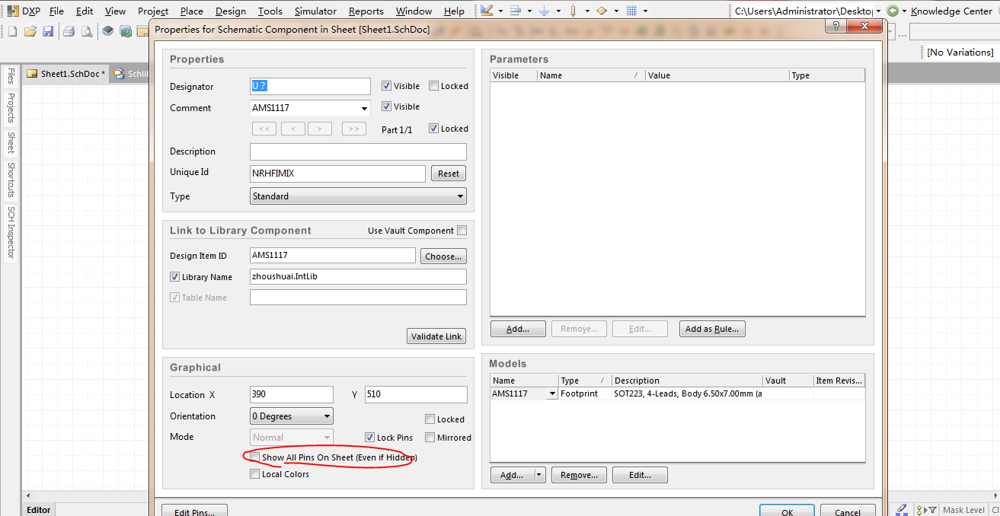 DXP File Edit View Project Place Design Tools Simulator Reports Window Help C:\Users\Administrator\Deskto Knowledge Center
Properties for Schematic Component in Sheet [Sheet1.SchDoc]
...
[No Variations]
Sheet1.SchDoc * Schlib
Files
Projects
Sheet
Shortcuts
SCH Inspector
Properties
Designator U ? Visible Locked
Comment AMS1117 Visible
<< < > >> Part 1/1 Locked
Description
Unique Id NRHFIMIX Reset
Type Standard
Link to Library Component Use Vault Component
Design Item ID AMS1117 Choose...
Library Name zhoushuai.IntLib
Table Name
Validate Link
Graphical
Location X 390 Y 510
Orientation 0 Degrees Locked
Mode Normal Lock Pins Mirrored
Show All Pins On Sheet (Even if Hidden)
Local Colors
Parameters
Visible Name / Value Type
Add... Remove... Edit... Add as Rule...
Models
Name Type / Description Vault Item Revis...
AMS1117 Footprint SOT223, 4-Leads, Body 6.50x7.00mm (a
Add... Remove... Edit...
Edit Pins... OK Cancel
Editor Mask Level Cl